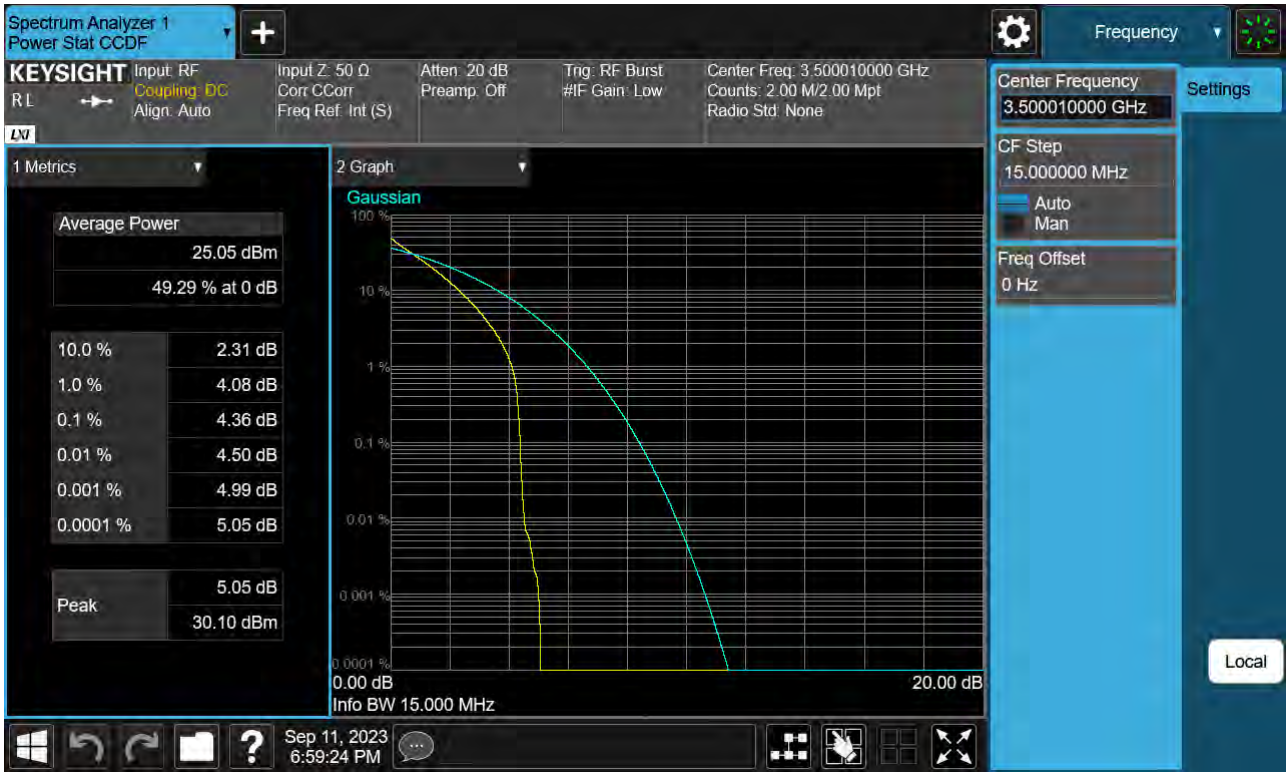 Spectrum Analyzer 1
Power Stat CCDF
Frequency
KEYSIGHT
RL
LXI
Input: RF
Coupling: DC
Align: Auto
Input Z: 50 Ω
Corr CCorr
Freq Ref: Int (S)
Atten: 20 dB
Preamp: Off
Trig: RF Burst
#IF Gain: Low
Center Freq: 3.500010000 GHz
Counts: 2.00 M/2.00 Mpt
Radio Std: None
Center Frequency
3.500010000 GHz
Settings
CF Step
15.000000 MHz
Auto
Man
Freq Offset
0 Hz
Local
1 Metrics
Average Power
25.05 dBm
49.29 % at 0 dB
10.0 % 2.31 dB
1.0 % 4.08 dB
0.1 % 4.36 dB
0.01 % 4.50 dB
0.001 % 4.99 dB
0.0001 % 5.05 dB
Peak
5.05 dB
30.10 dBm
2 Graph
Gaussian
100 %
10 %
1 %
0.1 %
0.01 %
0.001 %
0.0001 %
0.00 dB 20.00 dB
Info BW 15.000 MHz
?
Sep 11, 2023
6:59:24 PM